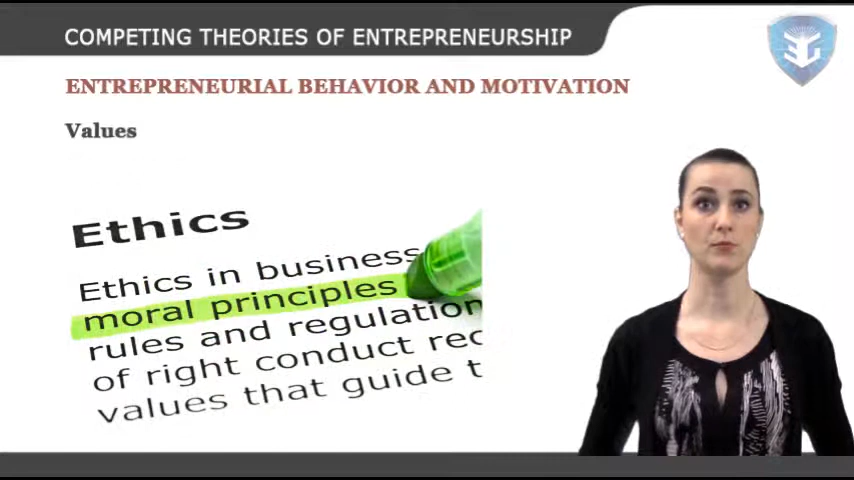 COMPETING THEORIES OF ENTREPRENEURSHIP
ENTREPRENEURIAL BEHAVIOR AND MOTIVATION
Values
Ethics
Ethics in business
moral principles
rules and regulation
of right conduct rec
values that guide t